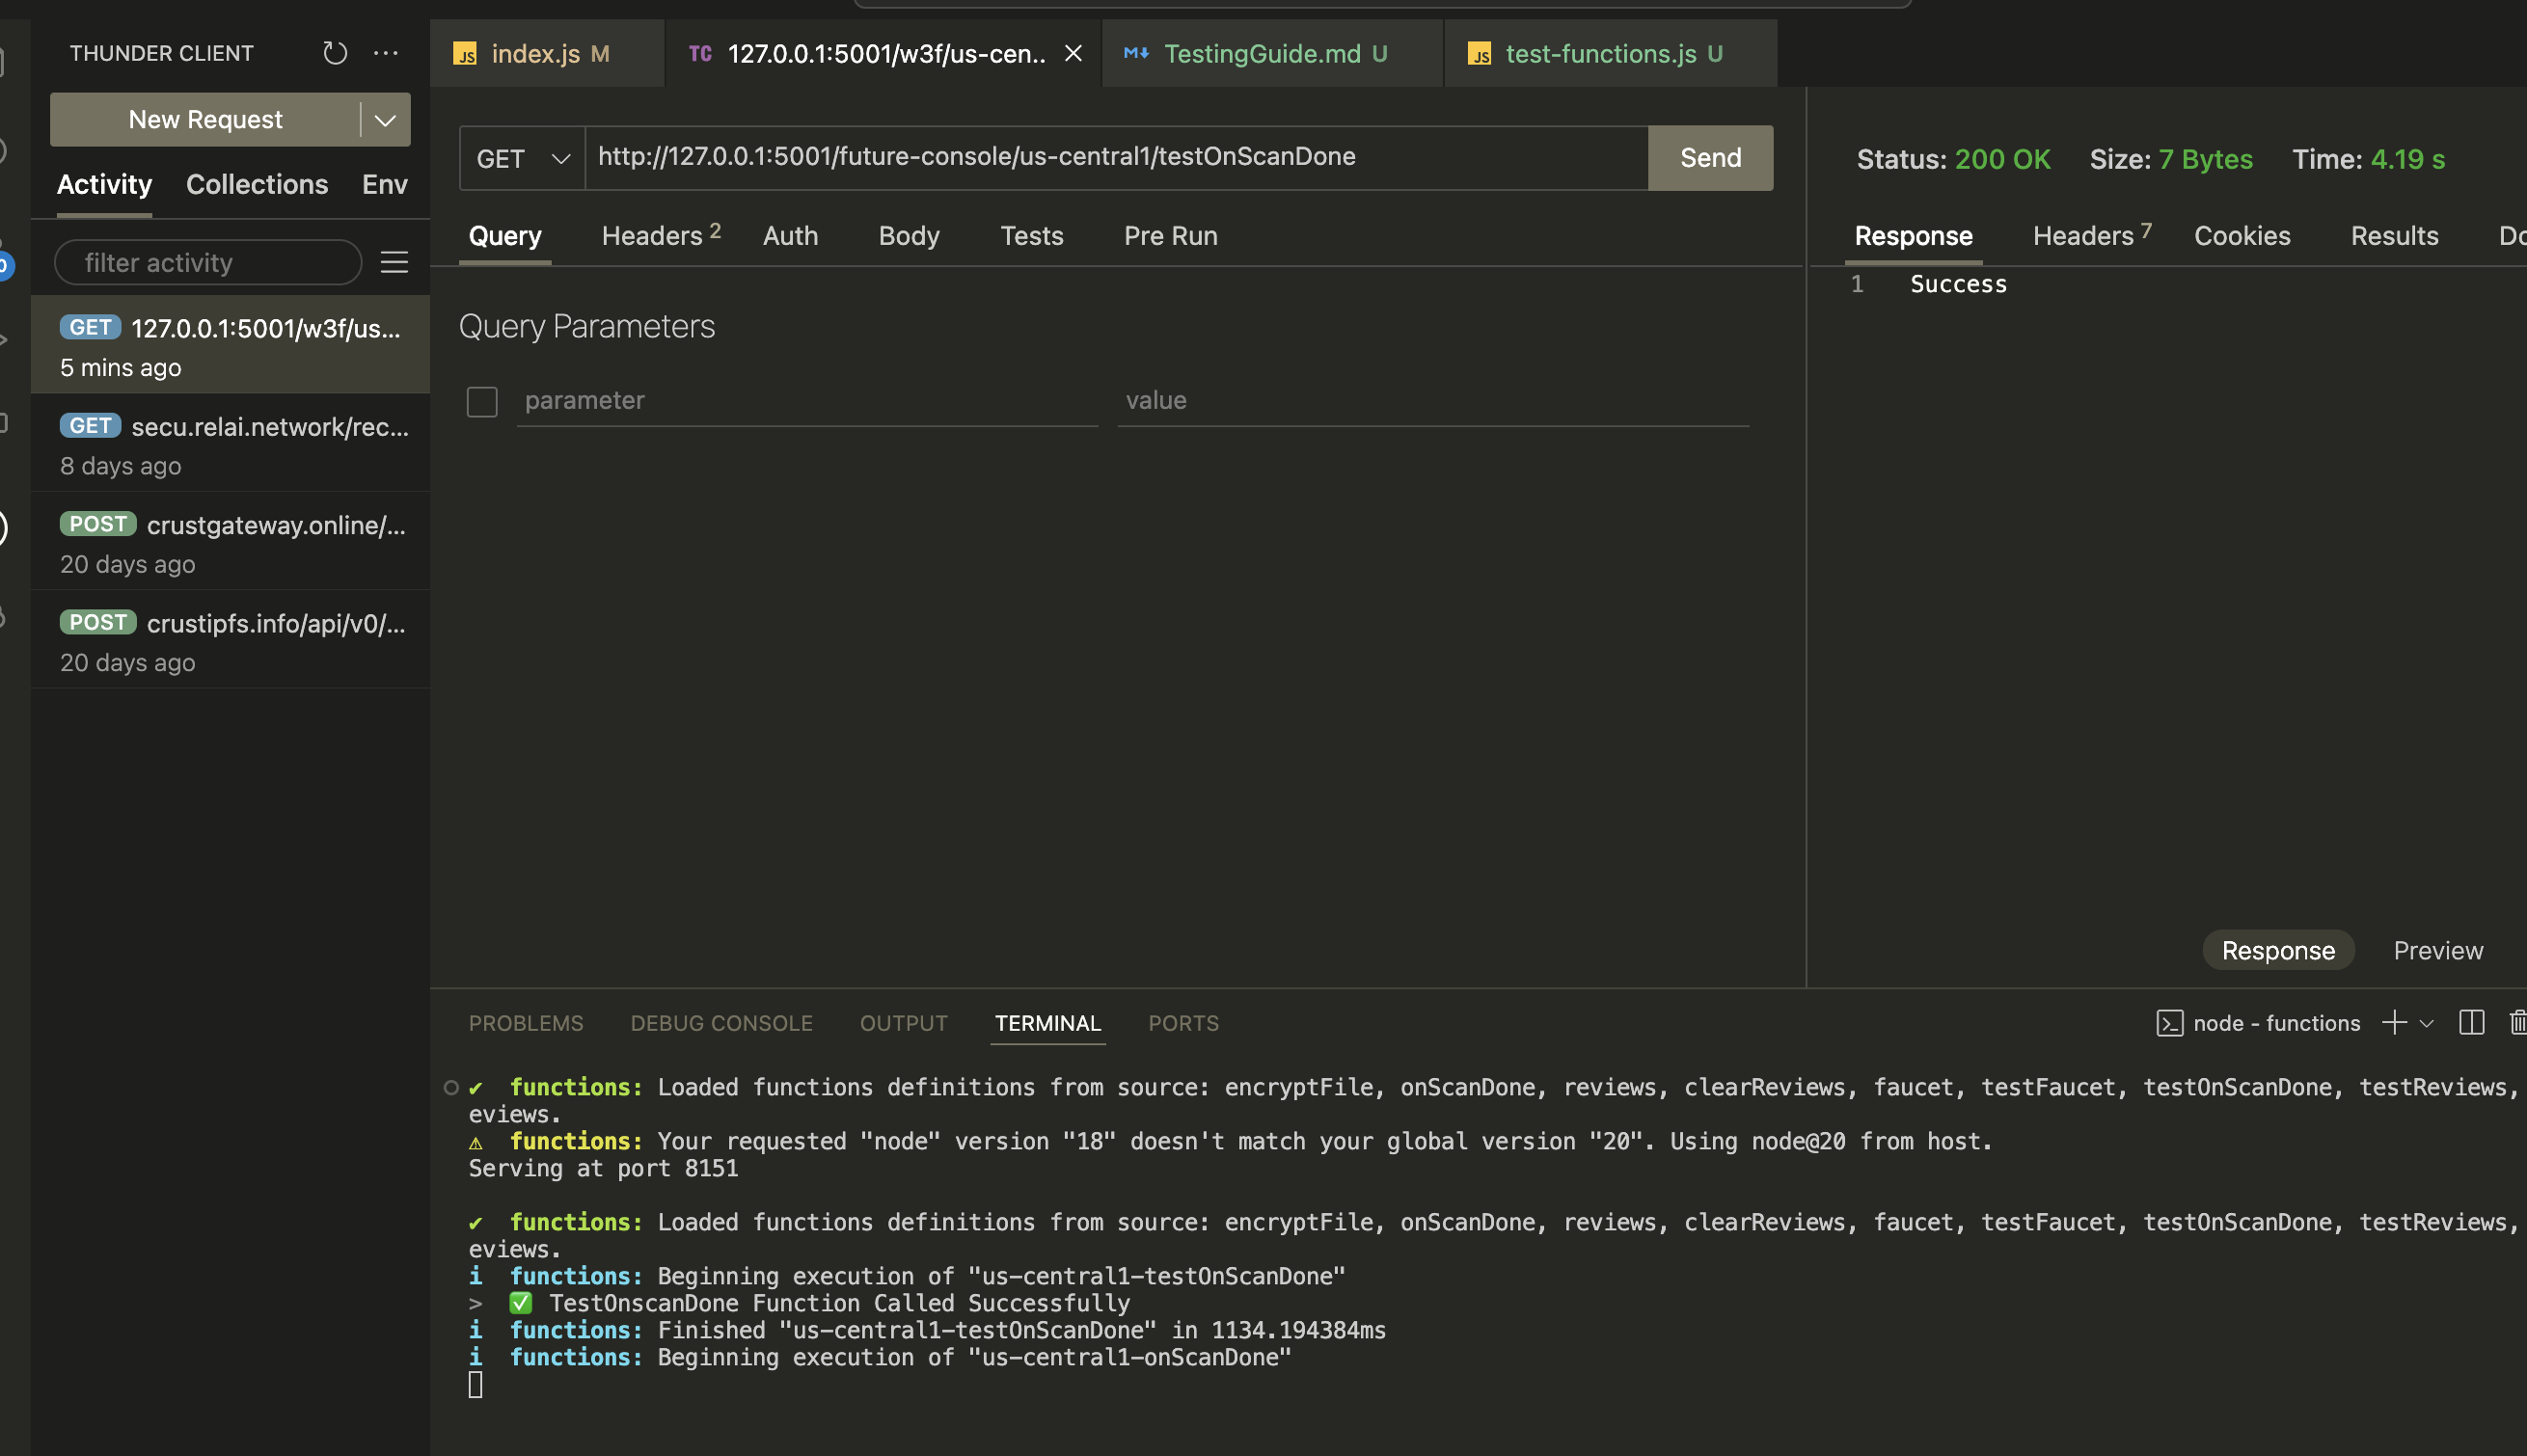 THUNDER CLIENT
New Request
Activity Collections Env
filter activity
GET 127.0.0.1:5001/w3f/us...
5 mins ago
GET secu.relai.network/rec...
8 days ago
POST crustgateway.online/...
20 days ago
POST crustipfs.info/api/v0/...
20 days ago
JS index.js M
TC 127.0.0.1:5001/w3f/us-cen..
TestingGuide.md U
JS test-functions.js U
GET http://127.0.0.1:5001/future-console/us-central1/testOnScanDone Send
Query Headers 2 Auth Body Tests Pre Run
Query Parameters
parameter value
Status: 200 OK Size: 7 Bytes Time: 4.19 s
Response Headers 7 Cookies Results Do
1 Success
Response Preview
PROBLEMS DEBUG CONSOLE OUTPUT TERMINAL PORTS
node - functions
✔ functions: Loaded functions definitions from source: encryptFile, onScanDone, reviews, clearReviews, faucet, testFaucet, testOnScanDone, testReviews,
eviews.
⚠ functions: Your requested "node" version "18" doesn't match your global version "20". Using node@20 from host.
Serving at port 8151
✔ functions: Loaded functions definitions from source: encryptFile, onScanDone, reviews, clearReviews, faucet, testFaucet, testOnScanDone, testReviews,
eviews.
i functions: Beginning execution of "us-central1-testOnScanDone"
> ✅ TestOnscanDone Function Called Successfully
i functions: Finished "us-central1-testOnScanDone" in 1134.194384ms
i functions: Beginning execution of "us-central1-onScanDone"